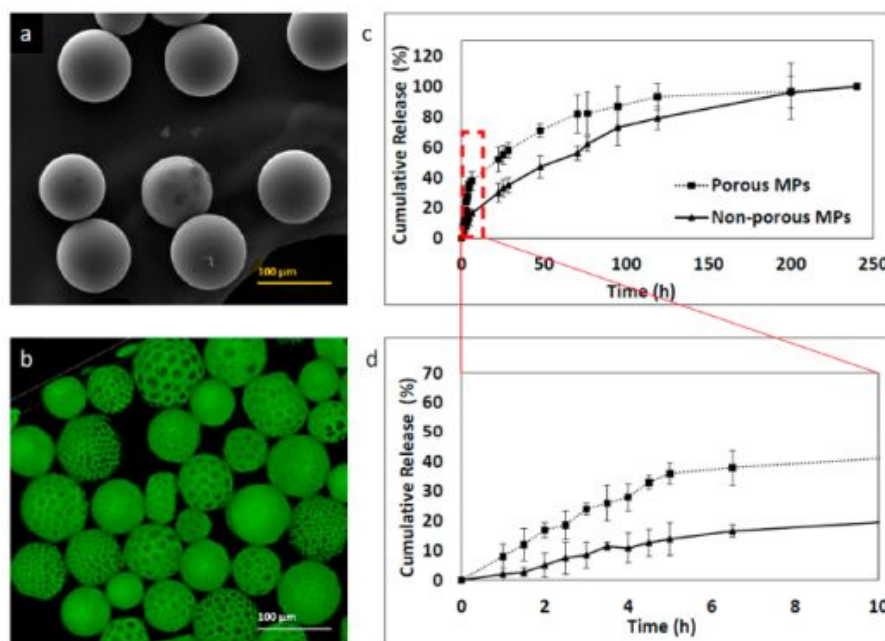 a
100 μm
b
100 μm
c
Cumulative Release (%)
120
100
80
60
40
20
0
Porous MPs
Non-porous MPs
0
50
100
150
200
250
Time (h)
d
Cumulative Release (%)
70
60
50
40
30
20
10
0
0
2
4
6
8
10
Time (h)